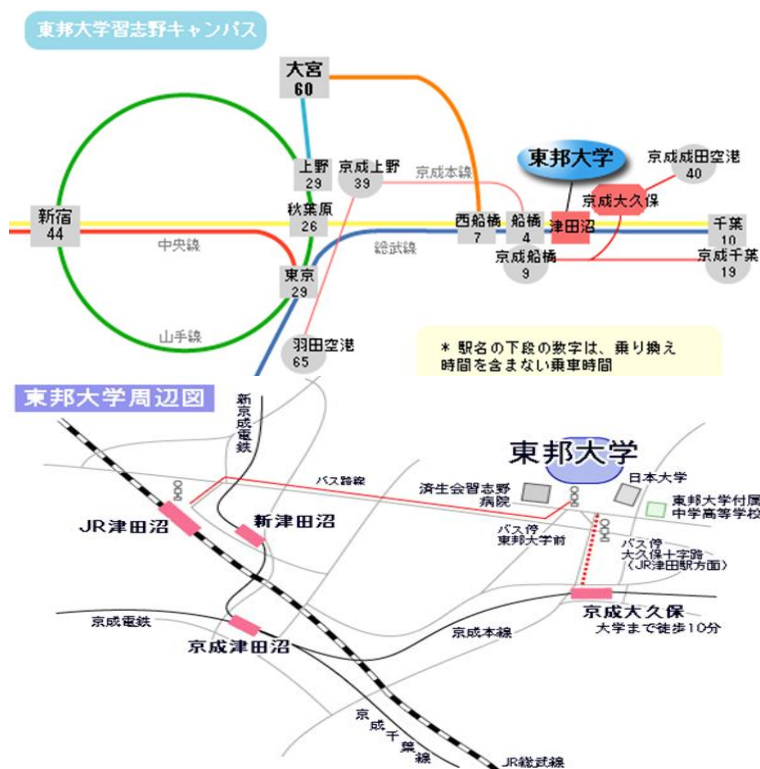 東邦大学習志野キャンパス
大宮
60
上野
29
京成上野
39
京成本線
東邦大学
京成成田空港
40
京成大久保
新宿
44
秋葉原
26
西船橋
7
船橋
4
津田沼
千葉
10
中央線
総武線
東京
29
京成船橋
9
京成千葉
19
山手線
羽田空港
65
* 駅名の下段の数字は、乗り換え
時間を含まない乗車時間
東邦大学周辺図
新京成電鉄
東邦大学
バス路線
済生会習志野
病院
日本大学
東邦大学付属
中学高等学校
JR津田沼
新津田沼
バス停
東邦大学前
バス停
大久保十字路
(JR津田駅方面)
京成電鉄
京成津田沼
京成本線
京成大久保
大学まで徒歩10分
京成千葉線
JR総武線